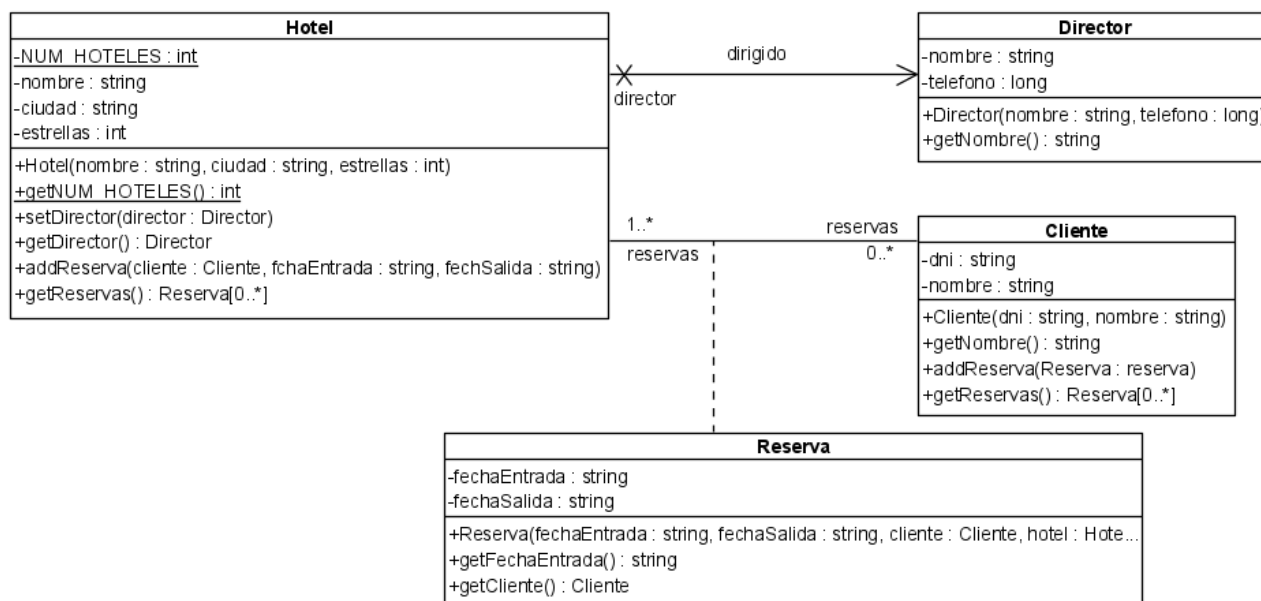 Hotel
-NUM_HOTELES : int
-nombre : string
-ciudad : string
-estrellas : int
+Hotel(nombre : string, ciudad : string, estrellas : int)
+getNUM_HOTELES() : int
+setDirector(director : Director)
+getDirector() : Director
+addReserva(cliente : Cliente, fchaEntrada : string, fechSalida : string)
+getReservas() : Reserva[0..*]
dirigido
director
Director
-nombre : string
-telefono : long
+Director(nombre : string, telefono : long)
+getNombre() : string
1..*
reservas
reservas
0..*
Cliente
-dni : string
-nombre : string
+Cliente(dni : string, nombre : string)
+getNombre() : string
+addReserva(Reserva : reserva)
+getReservas() : Reserva[0..*]
Reserva
-fechaEntrada : string
-fechaSalida : string
+Reserva(fechaEntrada : string, fechaSalida : string, cliente : Cliente, hotel : Hote...
+getFechaEntrada() : string
+getCliente() : Cliente